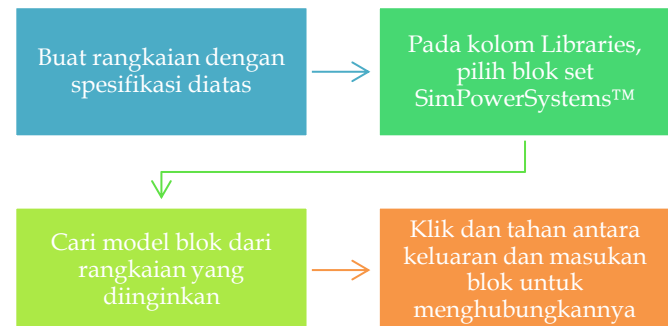 Buat rangkaian dengan
spesifikasi diatas
Pada kolom Libraries,
pilih blok set
SimPowerSystems™
Cari model blok dari
rangkaian yang
diinginkan
Klik dan tahan antara
keluaran dan masukan
blok untuk
menghubungkannya